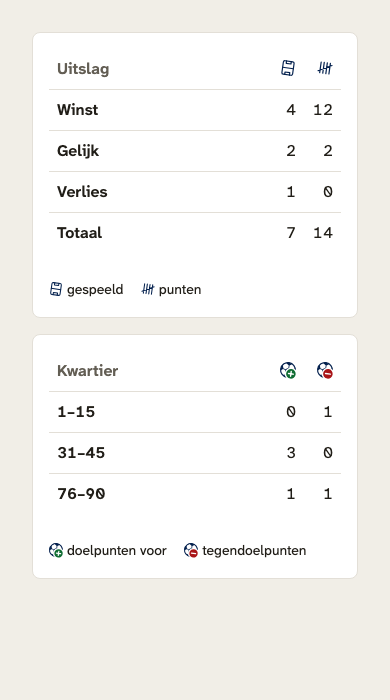 Uitslag
Winst 4 12
Gelijk 2 2
Verlies 1 0
Totaal 7 14
gespeeld punten
Kwartier
1–15 0 1
31–45 3 0
76–90 1 1
doelpunten voor tegendoelpunten